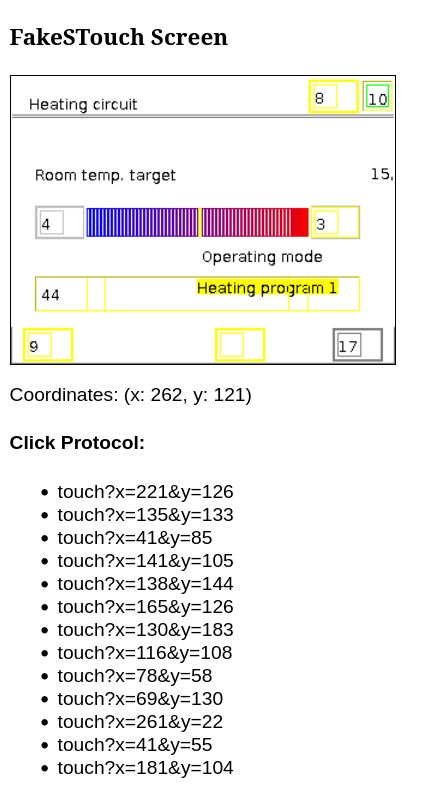 FakeSTouch Screen
8 10
Heating circuit
Room temp. target 15,
4 3
Operating mode
44 Heating program 1
9 17
Coordinates: (x: 262, y: 121)
Click Protocol:
• touch?x=221&y=126
• touch?x=135&y=133
• touch?x=41&y=85
• touch?x=141&y=105
• touch?x=138&y=144
• touch?x=165&y=126
• touch?x=130&y=183
• touch?x=116&y=108
• touch?x=78&y=58
• touch?x=69&y=130
• touch?x=261&y=22
• touch?x=41&y=55
• touch?x=181&y=104